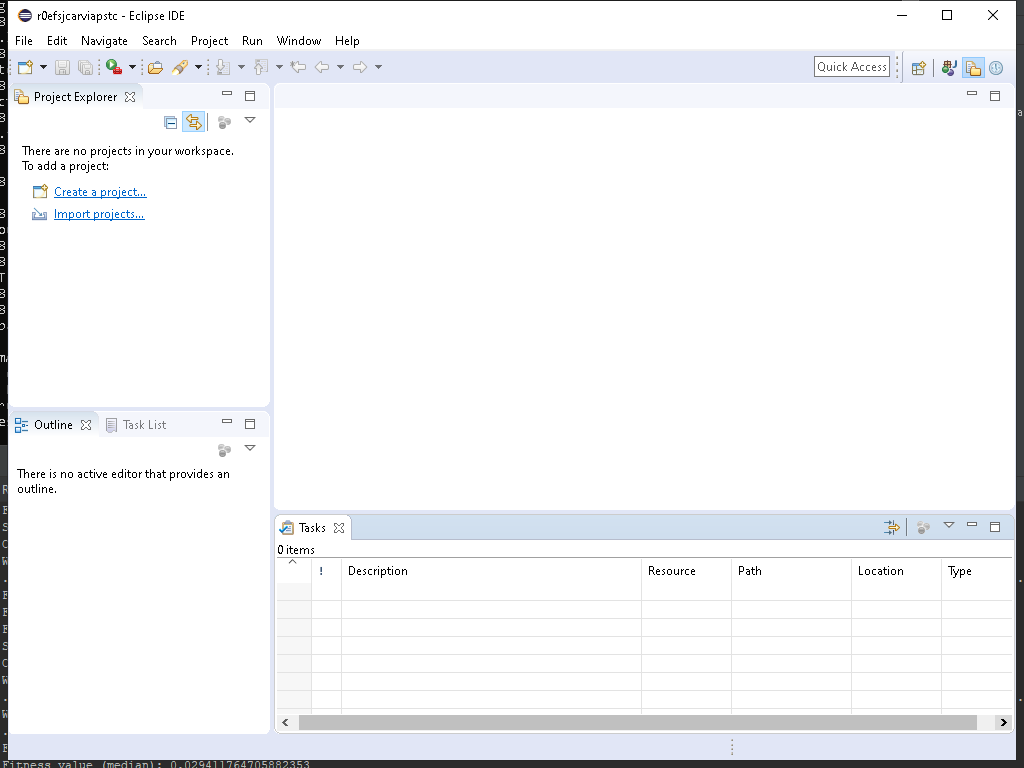 r0efsjcarviapstc - Eclipse IDE
File Edit Navigate Search Project Run Window Help
Quick Access
Project Explorer
There are no projects in your workspace.
To add a project:
Create a project...
Import projects...
Outline Task List
There is no active editor that provides an
outline.
Tasks
0 items
! Description Resource Path Location Type
Fitness value (median): 0.029411764705882353